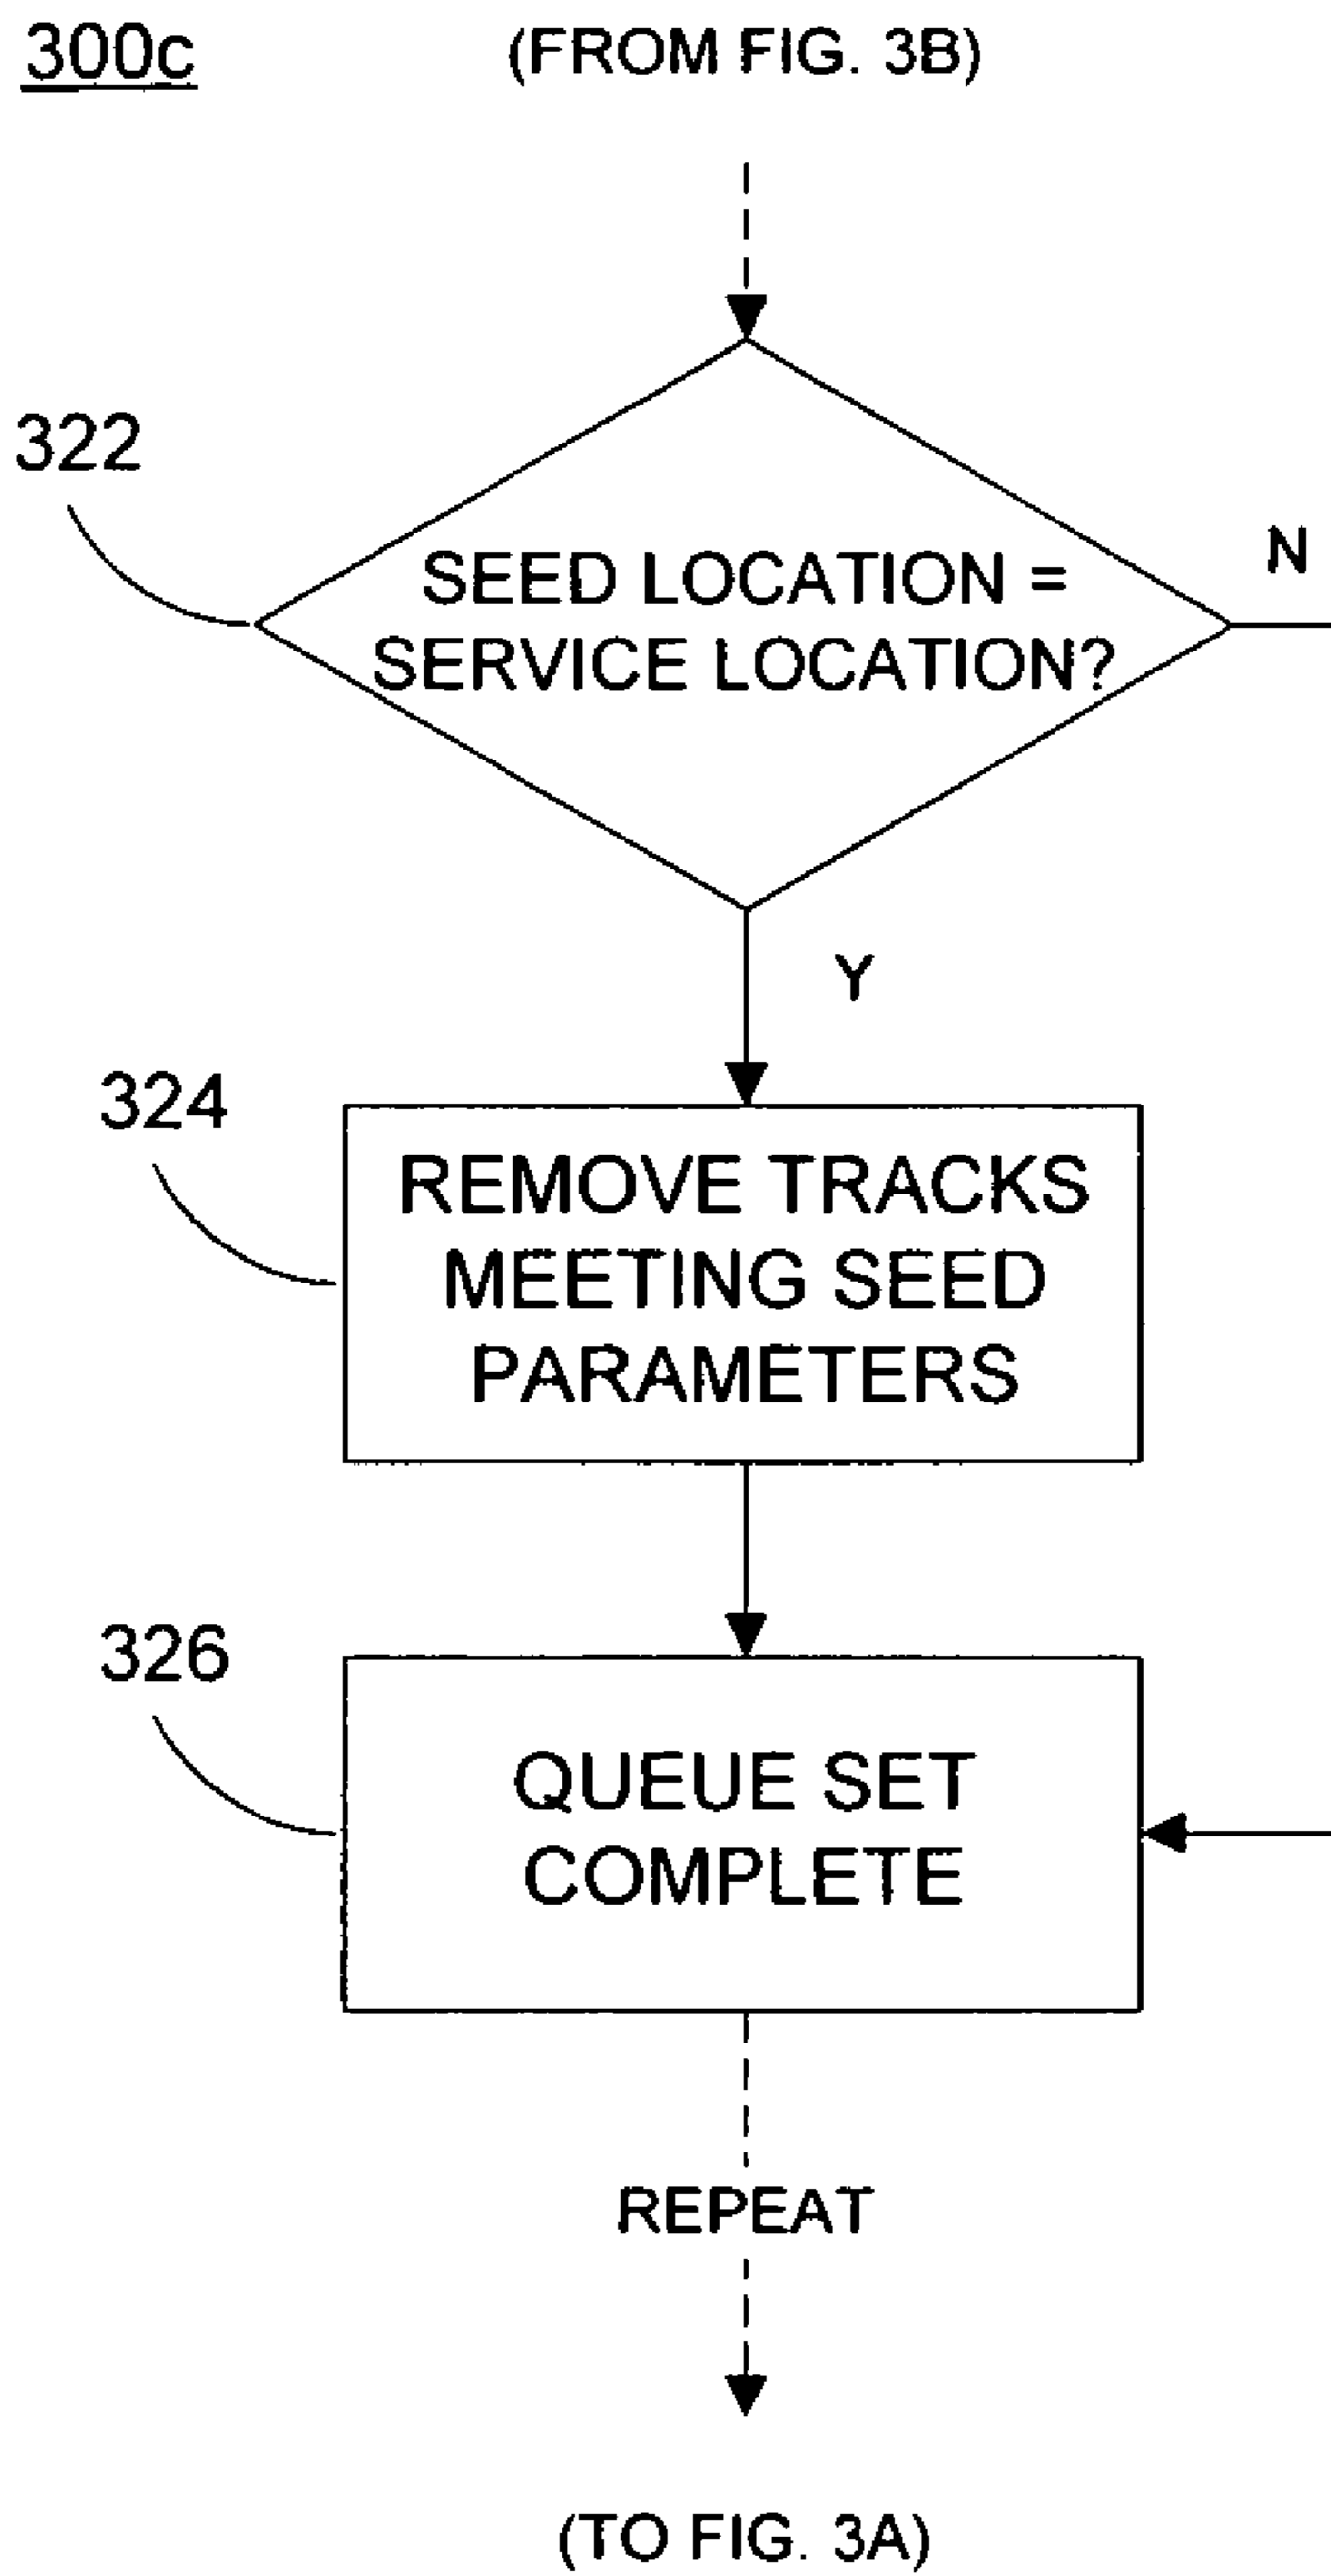 300c
(FROM FIG. 3B)
322
SEED LOCATION =
SERVICE LOCATION?
N
Y
324
REMOVE TRACKS
MEETING SEED
PARAMETERS
326
QUEUE SET
COMPLETE
REPEAT
(TO FIG. 3A)